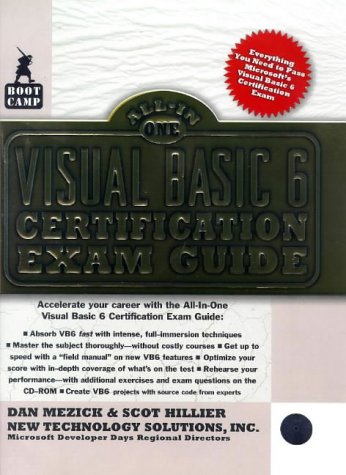 BOOT
CAMP
Everything
You Need to Pass
Microsoft's
Visual Basic 6
Certification
Exam
ALL-IN
ONE
VISUAL BASIC 6
CERTIFICATION
EXAM GUIDE
Accelerate your career with the All-In-One
Visual Basic 6 Certification Exam Guide:
■ Absorb VB6 fast with intense, full-immersion techniques
■ Master the subject thoroughly—without costly courses ■ Get up to
speed with a "field manual" on new VB6 features ■ Optimize your
score with in-depth coverage of what's on the test ■ Rehearse your
performance—with additional exercises and exam questions on the
CD-ROM ■ Create VB6 projects with source code from experts
DAN MEZICK & SCOT HILLIER
NEW TECHNOLOGY SOLUTIONS, INC.
Microsoft Developer Days Regional Directors